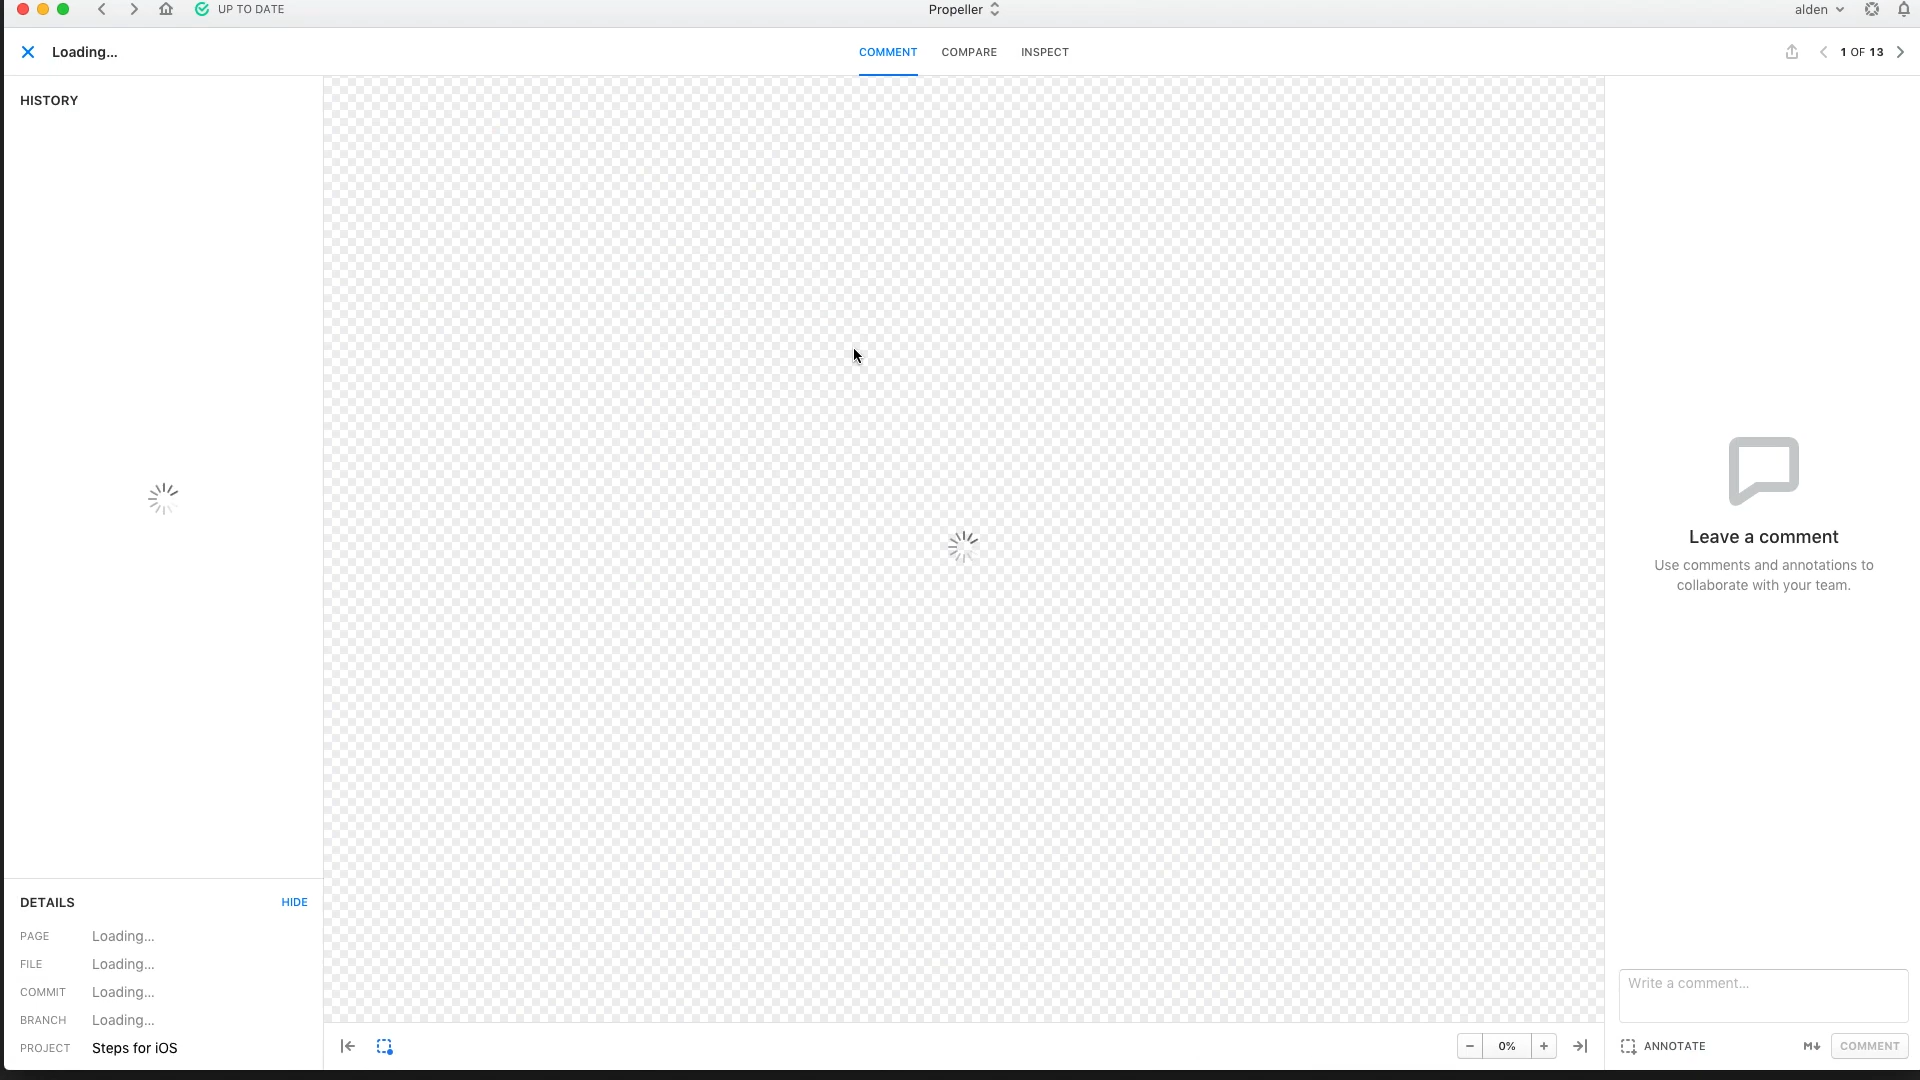 UP TO DATE
Propeller
alden
Loading...
COMMENT
COMPARE
INSPECT
1 OF 13
HISTORY
Leave a comment
Use comments and annotations to
collaborate with your team.
DETAILS
HIDE
PAGE Loading...
FILE Loading...
COMMIT Loading...
BRANCH Loading...
PROJECT Steps for iOS
0%
Write a comment...
ANNOTATE
M↓
COMMENT